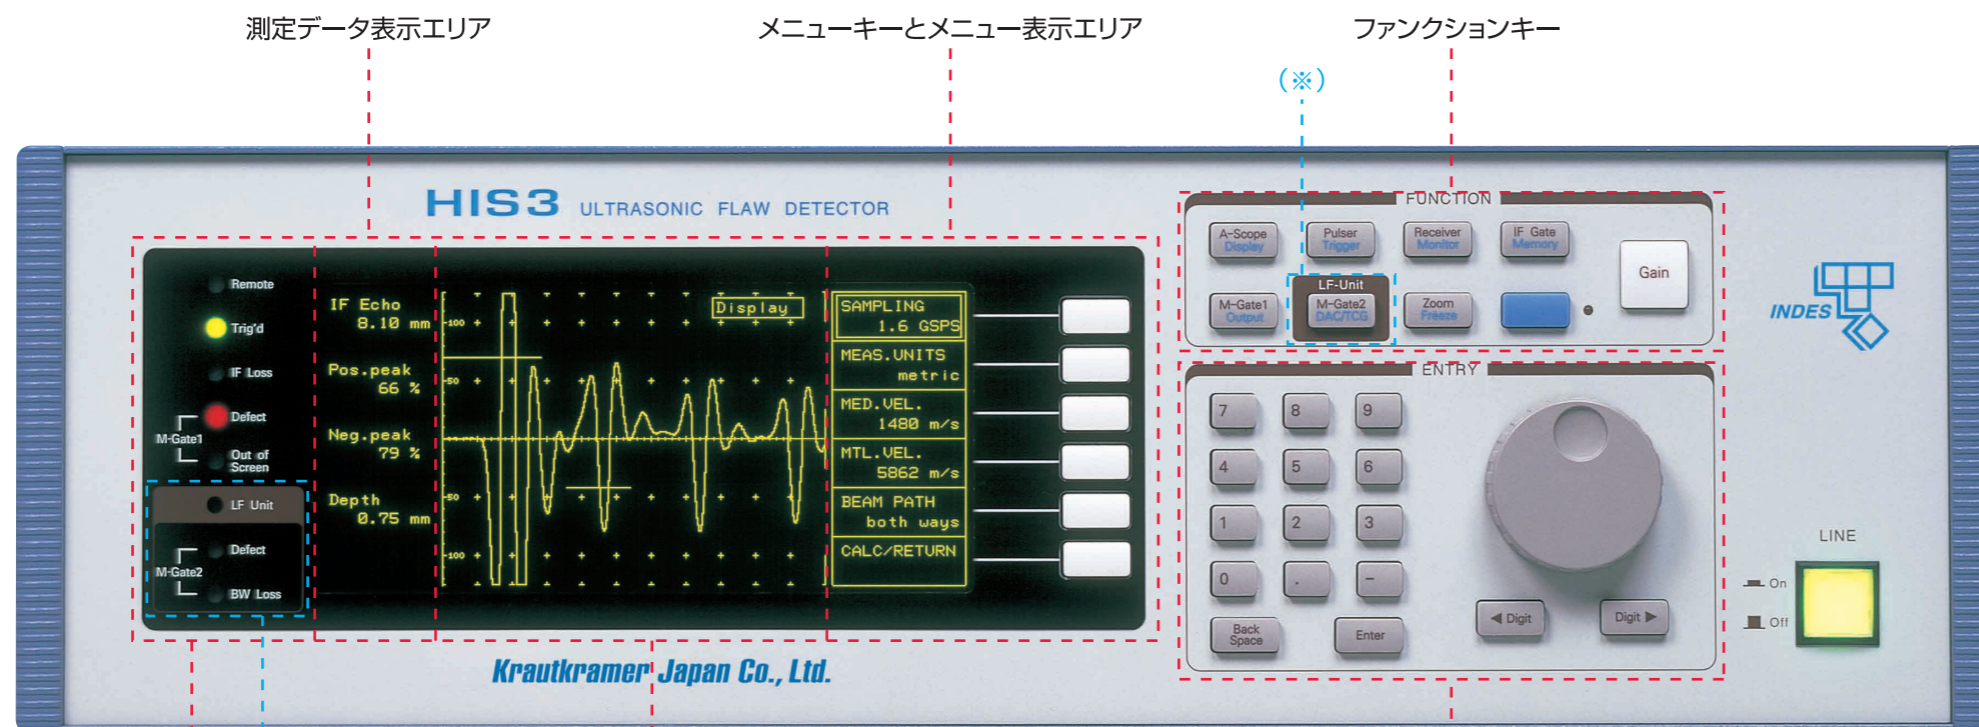 測定データ表示エリア
メニューキーとメニュー表示エリア
ファンクションキー
(※)
HIS3 ULTRASONIC FLAW DETECTOR
Remote
Trig'd
IF Loss
Defect
M-Gate1
Out of
Screen
LF Unit
Defect
M-Gate2
BW Loss
IF Echo
8.10 mm
Pos.peak
66 %
Neg.peak
79 %
Depth
0.75 mm
100
50
50
100
Display
SAMPLING
1.6 GSPS
MEAS.UNITS
metric
MED.VEL.
1480 m/s
MTL.VEL.
5862 m/s
BEAM PATH
both ways
CALC/RETURN
Krautkramer Japan Co., Ltd.
FUNCTION
A-Scope
Display
Pulser
Trigger
Receiver
Monitor
IF Gate
Memory
Gain
M-Gate1
Output
LF-Unit
M-Gate2
DAC/TCG
Zoom
Freeze
INDES
ENTRY
7 8 9
4 5 6
1 2 3
0 . −
Back
Space
Enter
◀ Digit
Digit ▶
LINE
On
Off